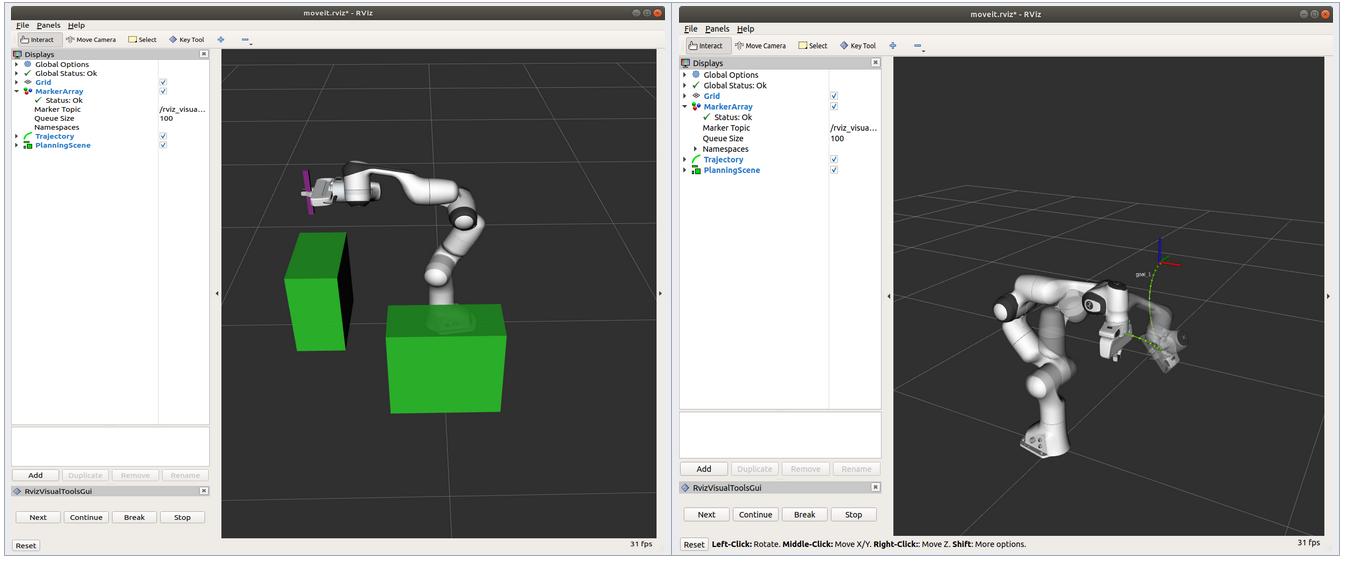 moveit.rviz* - RViz
File Panels Help
Interact Move Camera Select Key Tool
Displays
Global Options
Global Status: Ok
Grid
MarkerArray
Status: Ok
Marker Topic /rviz_visua...
Queue Size 100
Namespaces
Trajectory
PlanningScene
Add Duplicate Remove Rename
RvizVisualToolsGui
Next Continue Break Stop
Reset
31 fps
moveit.rviz* - RViz
File Panels Help
Interact Move Camera Select Key Tool
Displays
Global Options
Global Status: Ok
Grid
MarkerArray
Status: Ok
Marker Topic /rviz_visua...
Queue Size 100
Namespaces
Trajectory
PlanningScene
goal_1
Add Duplicate Remove Rename
RvizVisualToolsGui
Next Continue Break Stop
Reset Left-Click: Rotate. Middle-Click: Move X/Y. Right-Click:: Move Z. Shift: More options.
31 fps